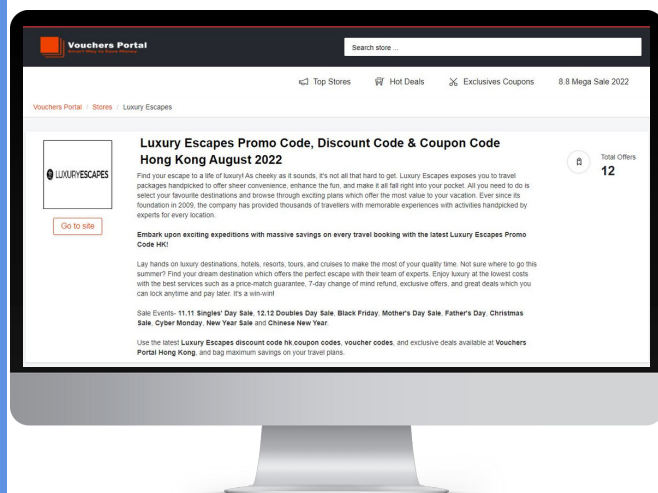 Vouchers Portal
Smart Way to Save Money
Search store ...
Top Stores
Hot Deals
Exclusives Coupons
8.8 Mega Sale 2022
Vouchers Portal / Stores / Luxury Escapes
LUXURYESCAPES
Go to site
Luxury Escapes Promo Code, Discount Code & Coupon Code
Hong Kong August 2022
Total Offers
12
Find your escape to a life of luxury! As cheeky as it sounds, it's not all that hard to get. Luxury Escapes exposes you to travel
packages handpicked to offer sheer convenience, enhance the fun, and make it all fall right into your pocket. All you need to do is
select your favourite destinations and browse through exciting plans which offer the most value to your vacation. Ever since its
foundation in 2009, the company has provided thousands of travellers with memorable experiences with activities handpicked by
experts for every location.
Embark upon exciting expeditions with massive savings on every travel booking with the latest Luxury Escapes Promo
Code HK!
Lay hands on luxury destinations, hotels, resorts, tours, and cruises to make the most of your quality time. Not sure where to go this
summer? Find your dream destination which offers the perfect escape with their team of experts. Enjoy luxury at the lowest costs
with the best services such as a price-match guarantee, 7-day change of mind refund, exclusive offers, and great deals which you
can lock anytime and pay later. It's a win-win!
Sale Events- 11.11 Singles' Day Sale, 12.12 Doubles Day Sale, Black Friday, Mother's Day Sale, Father's Day, Christmas
Sale, Cyber Monday, New Year Sale and Chinese New Year.
Use the latest Luxury Escapes discount code hk,coupon codes, voucher codes, and exclusive deals available at Vouchers
Portal Hong Kong, and bag maximum savings on your travel plans.